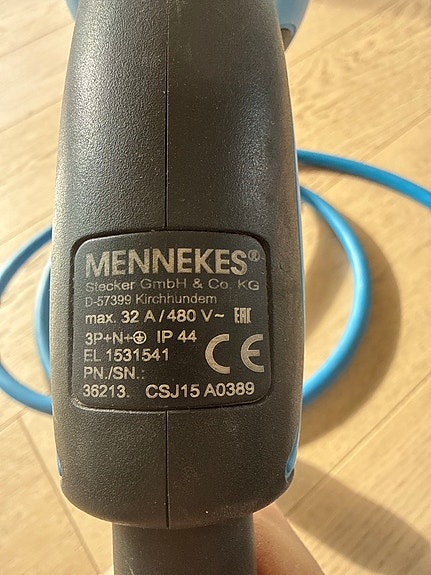 MENNEKES®
Stecker GmbH & Co. KG
D-57399 Kirchhundem
max. 32 A / 480 V~ EAC
3P+N+⏚ IP 44
EL 1531541 CE
PN./SN.:
36213. CSJ15 A0389